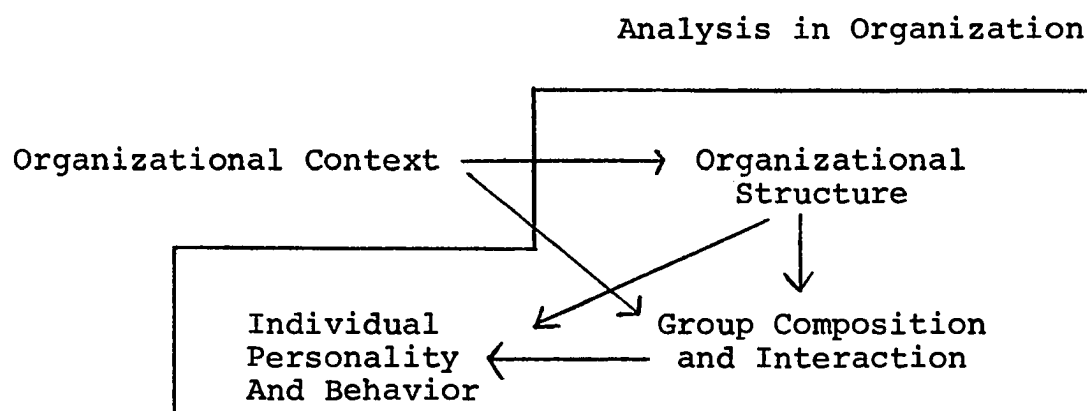 Analysis in Organization
Organizational Context
Organizational
Structure
Individual
Personality
And Behavior
Group Composition
and Interaction